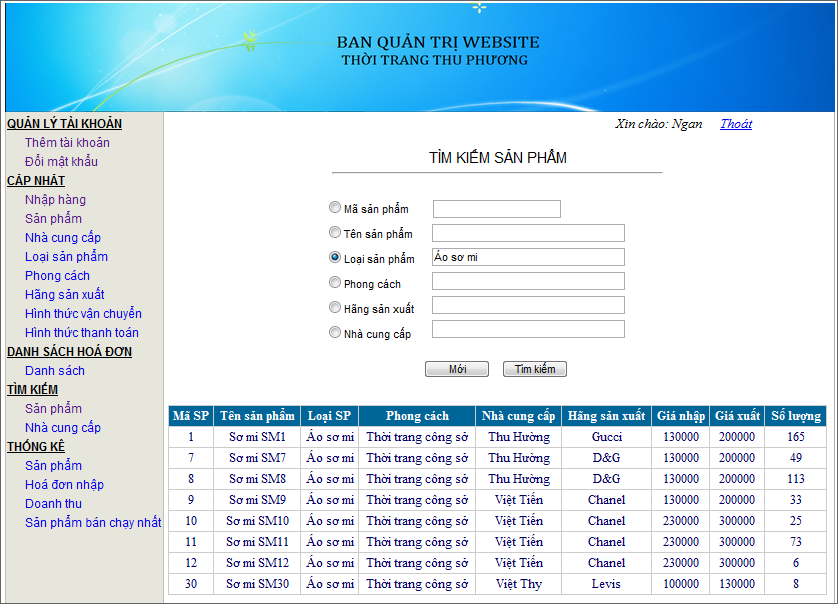 BAN QUẢN TRỊ WEBSITE
THỜI TRANG THU PHƯƠNG
Xin chào: Ngan Thoát
QUẢN LÝ TÀI KHOẢN
Thêm tài khoản
Đổi mật khẩu
CẬP NHẬT
Nhập hàng
Sản phẩm
Nhà cung cấp
Loại sản phẩm
Phong cách
Hãng sản xuất
Hình thức vận chuyển
Hình thức thanh toán
DANH SÁCH HOÁ ĐƠN
Danh sách
TÌM KIẾM
Sản phẩm
Nhà cung cấp
THỐNG KÊ
Sản phẩm
Hoá đơn nhập
Doanh thu
Sản phẩm bán chạy nhất
TÌM KIẾM SẢN PHẨM
Mã sản phẩm
Tên sản phẩm
Loại sản phẩm Áo sơ mi
Phong cách
Hãng sản xuất
Nhà cung cấp
Mới Tìm kiếm
Mã SP Tên sản phẩm Loại SP Phong cách Nhà cung cấp Hãng sản xuất Giá nhập Giá xuất Số lượng
1 Sơ mi SM1 Áo sơ mi Thời trang công sở Thu Hường Gucci 130000 200000 165
7 Sơ mi SM7 Áo sơ mi Thời trang công sở Thu Hường D&G 130000 200000 49
8 Sơ mi SM8 Áo sơ mi Thời trang công sở Thu Hường D&G 130000 200000 113
9 Sơ mi SM9 Áo sơ mi Thời trang công sở Việt Tiến Chanel 130000 200000 33
10 Sơ mi SM10 Áo sơ mi Thời trang công sở Việt Tiến Chanel 230000 300000 25
11 Sơ mi SM11 Áo sơ mi Thời trang công sở Việt Tiến Chanel 230000 300000 73
12 Sơ mi SM12 Áo sơ mi Thời trang công sở Việt Tiến Chanel 230000 300000 6
30 Sơ mi SM30 Áo sơ mi Thời trang công sở Việt Thy Levis 100000 130000 8